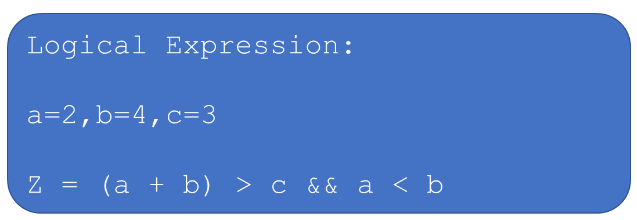 Logical Expression:
a=2,b=4,c=3
Z = (a + b) > c && a < b